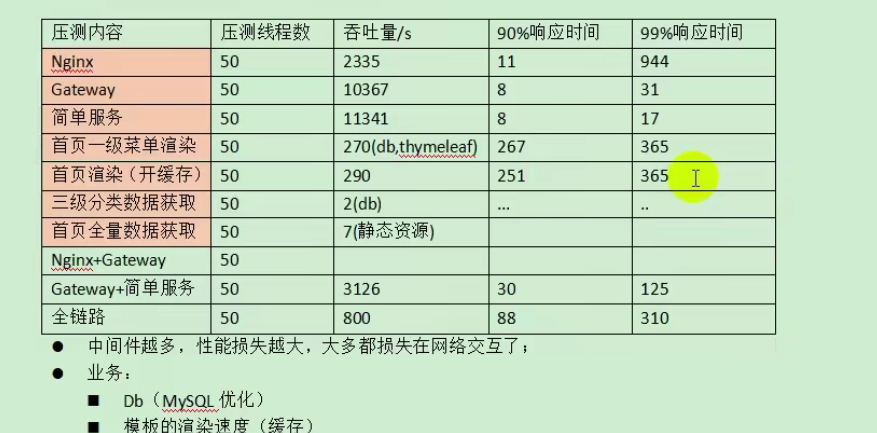 压测内容 压测线程数 吞吐量/s 90%响应时间 99%响应时间
Nginx 50 2335 11 944
Gateway 50 10367 8 31
简单服务 50 11341 8 17
首页一级菜单渲染 50 270(db,thymeleaf) 267 365
首页渲染（开缓存） 50 290 251 365
三级分类数据获取 50 2(db) ... ..
首页全量数据获取 50 7(静态资源)
Nginx+Gateway 50
Gateway+简单服务 50 3126 30 125
全链路 50 800 88 310
● 中间件越多，性能损失越大，大多都损失在网络交互了；
● 业务：
■ Db（MySQL 优化）
■ 模板的渲染速度（缓存）